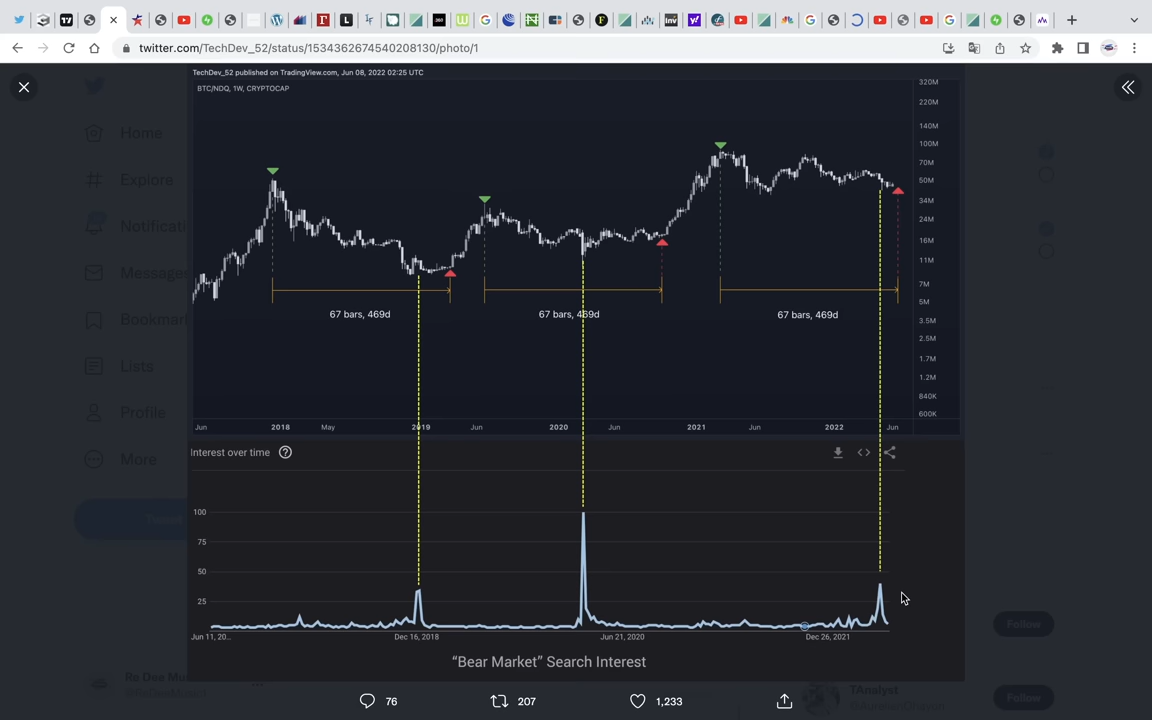 twitter.com/TechDev_52/status/1534362674540208130/photo/1
TechDev_52 published on TradingView.com, Jun 08, 2022 02:25 UTC
BTC/NDQ, 1W, CRYPTOCAP
320M
220M
140M
100M
70M
50M
34M
24M
16M
11M
7M
5M
3.5M
2.5M
1.7M
1.2M
840K
600K
67 bars, 469d
67 bars, 469d
67 bars, 469d
Jun 2018 May 2019 Jun 2020 Jun 2021 Jun 2022 Jun
Home
Explore
Notificati
Messages
Bookmar
Lists
Profile
More
Tweet
Interest over time
100
75
50
25
Jun 11, 20... Dec 16, 2018 Jun 21, 2020 Dec 26, 2021
"Bear Market" Search Interest
76 207 1,233
Follow
Follow
TAnalyst